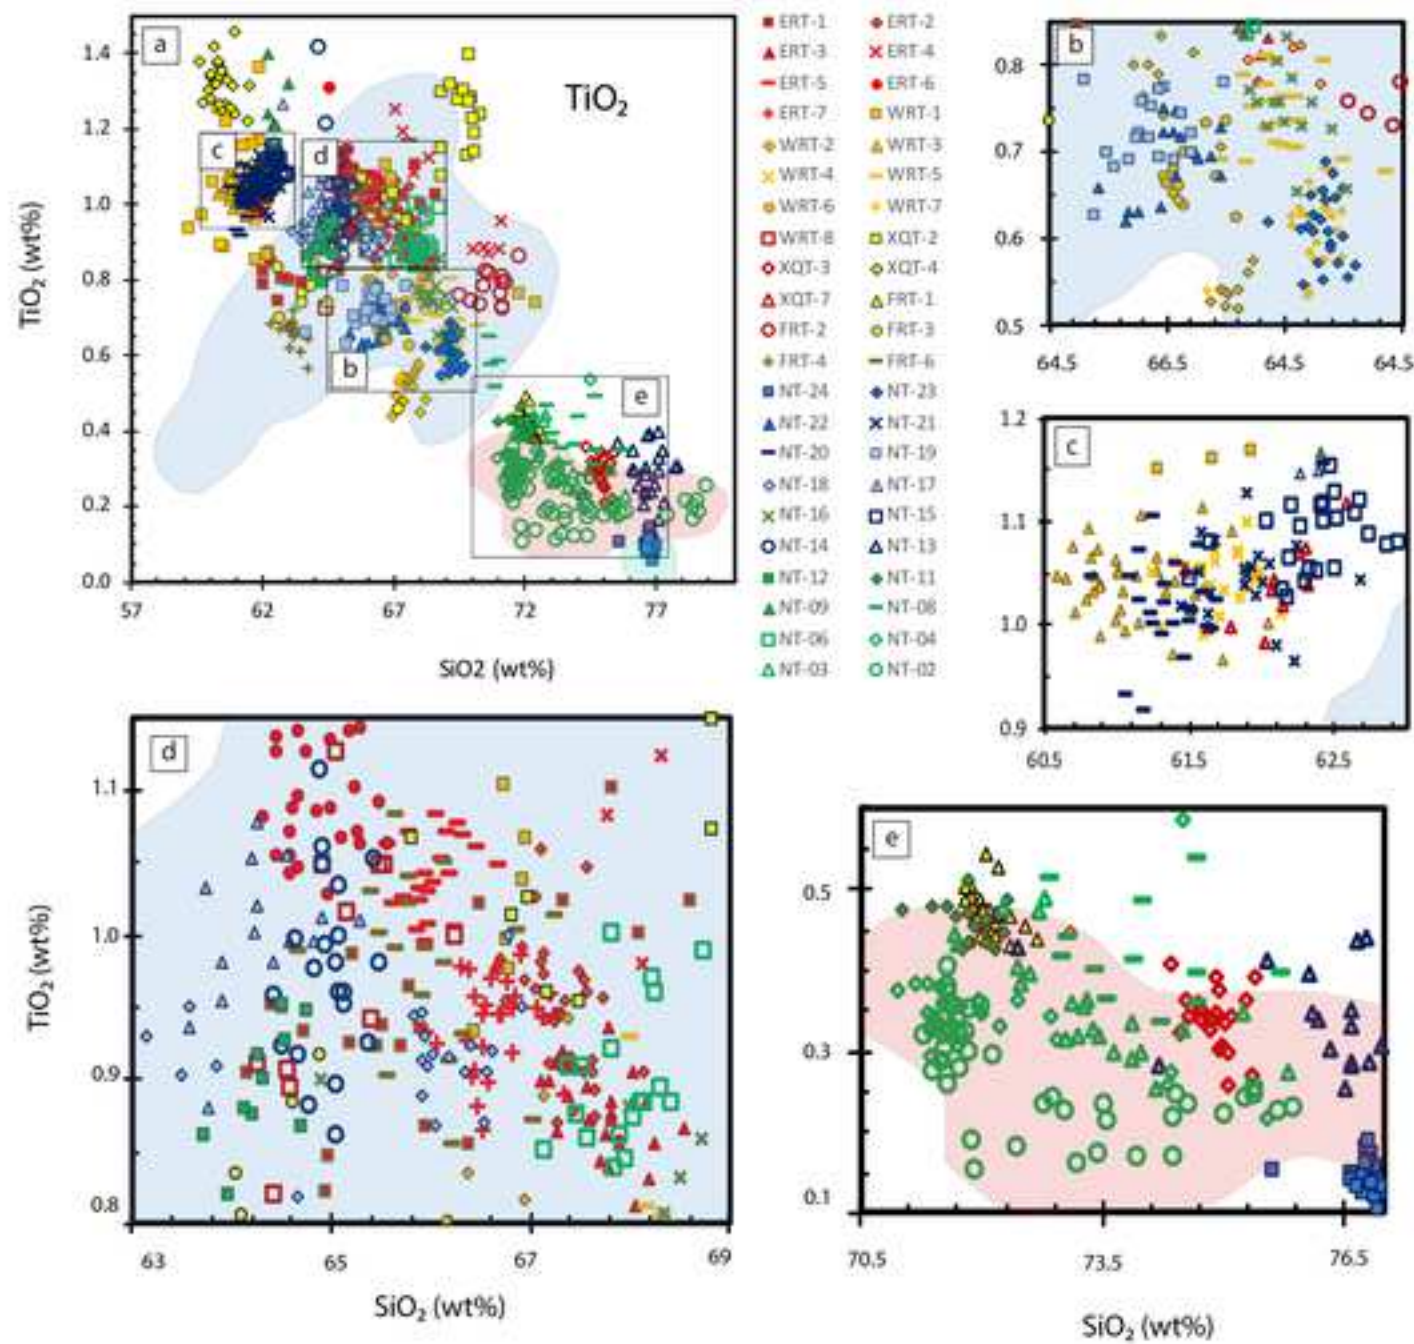 a
TiO₂
1.4
1.2
1.0
0.8
0.6
0.4
0.2
0.0
TiO₂ (wt%)
c
d
b
e
57
62
67
72
77
SiO2 (wt%)
ERT-1 ERT-2
ERT-3 ERT-4
ERT-5 ERT-6
ERT-7 WRT-1
WRT-2 WRT-3
WRT-4 WRT-5
WRT-6 WRT-7
WRT-8 XQT-2
XQT-3 XQT-4
XQT-7 FRT-1
FRT-2 FRT-3
FRT-4 FRT-6
NT-24 NT-23
NT-22 NT-21
NT-20 NT-19
NT-18 NT-17
NT-16 NT-15
NT-14 NT-13
NT-12 NT-11
NT-09 NT-08
NT-06 NT-04
NT-03 NT-02
b
0.8
0.7
0.6
0.5
64.5
66.5
64.5
64.5
c
1.2
1.1
1.0
0.9
60.5
61.5
62.5
d
1.1
1.0
0.9
0.8
TiO₂ (wt%)
63
65
67
69
SiO₂ (wt%)
e
0.5
0.3
0.1
70.5
73.5
76.5
SiO₂ (wt%)